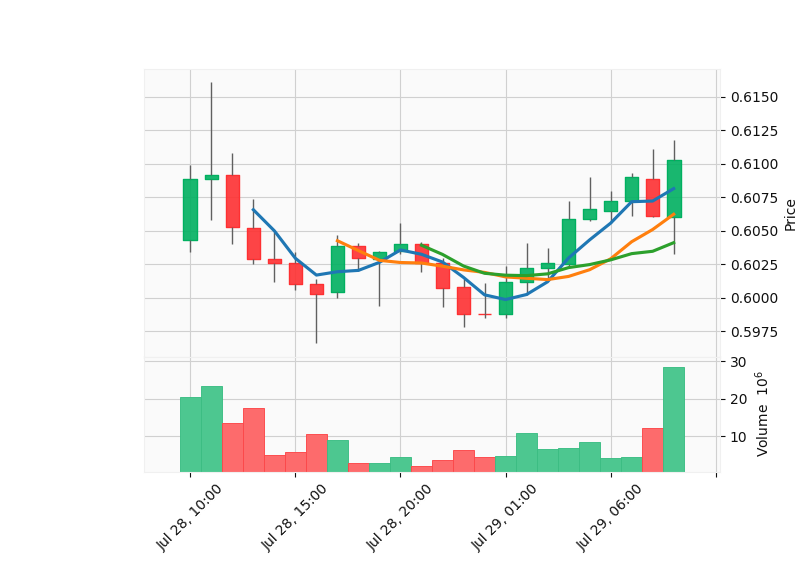 0.6150
0.6125
0.6100
0.6075
0.6050
0.6025
0.6000
0.5975
Price
30
20
10
Volume 10^6
Jul 28, 10:00
Jul 28, 15:00
Jul 28, 20:00
Jul 29, 01:00
Jul 29, 06:00